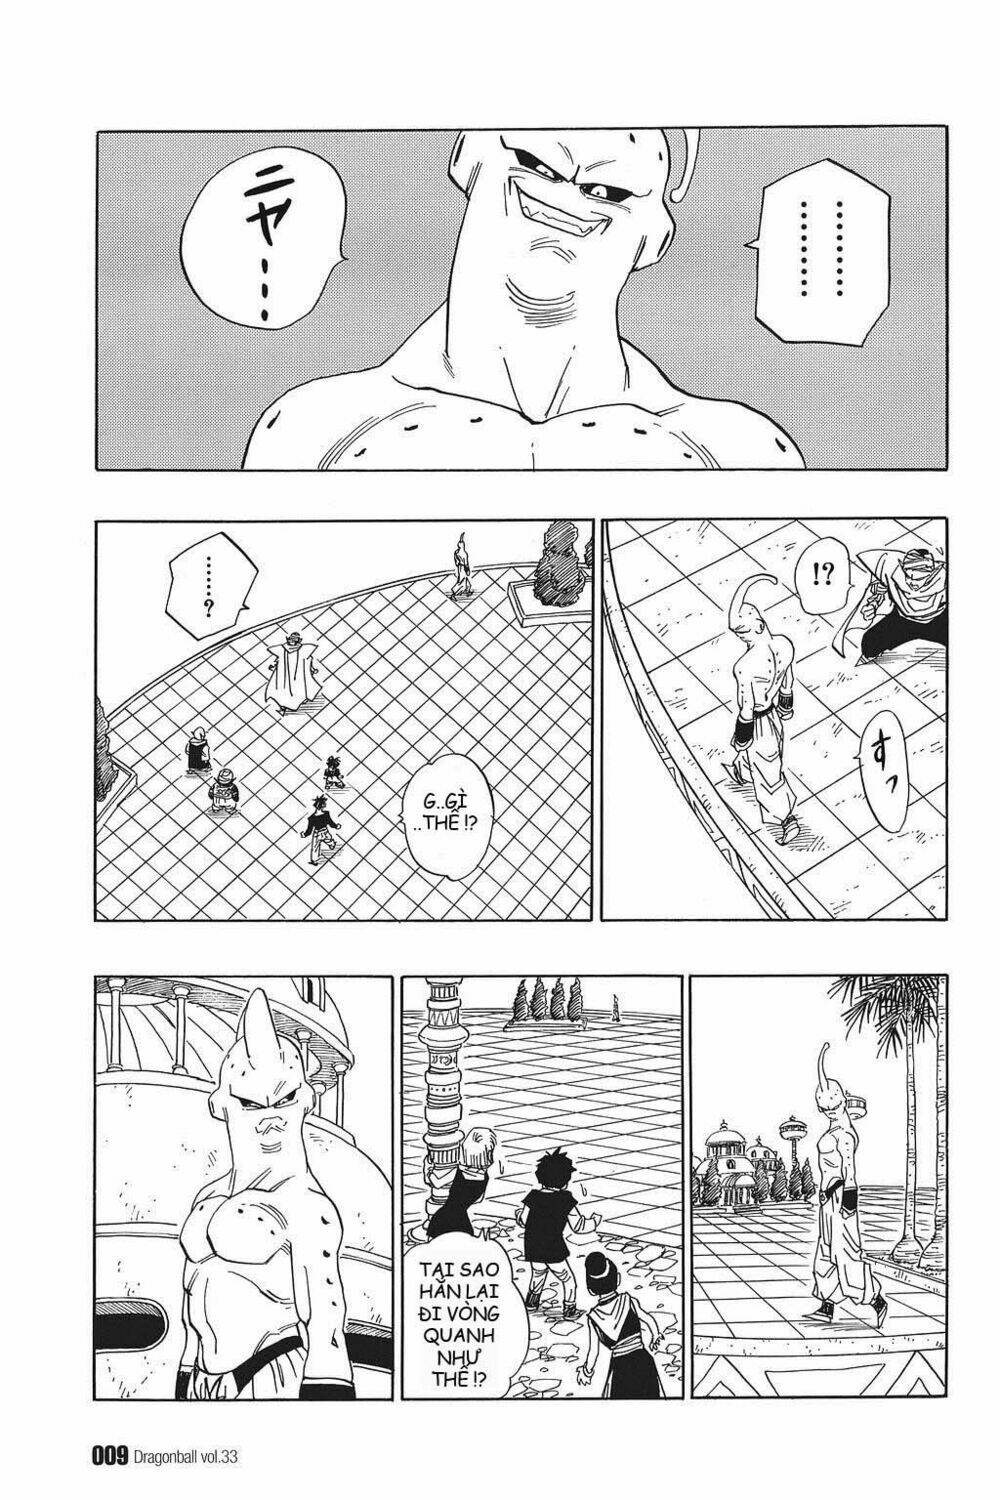 ………
………
ニヤ…
!?
すっ
……?
G..GÌ
..THẾ !?
TẠI SAO
HẮN LẠI
ĐI VÒNG
QUANH
NHƯ
THẾ !?
009 Dragonball vol.33